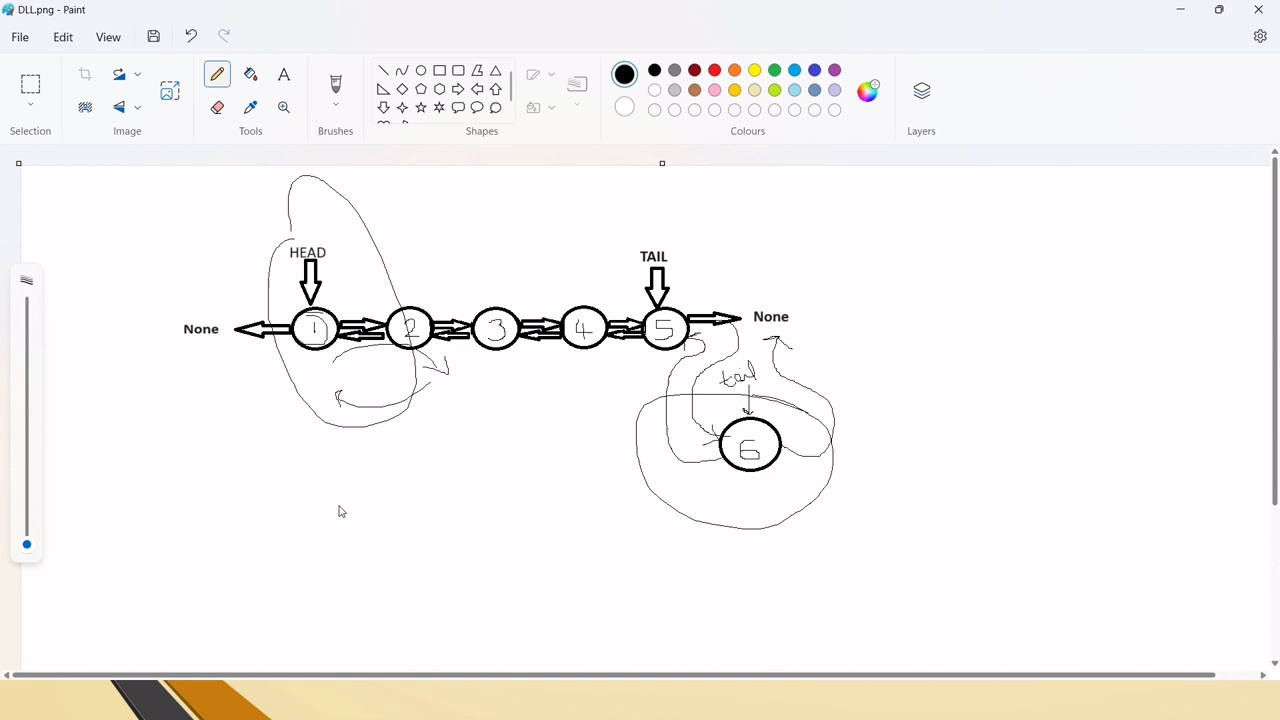 DLL.png - Paint
File Edit View
Selection Image Tools Brushes Shapes Colours Layers
HEAD TAIL
None 1 2 3 4 5 None
tail
6